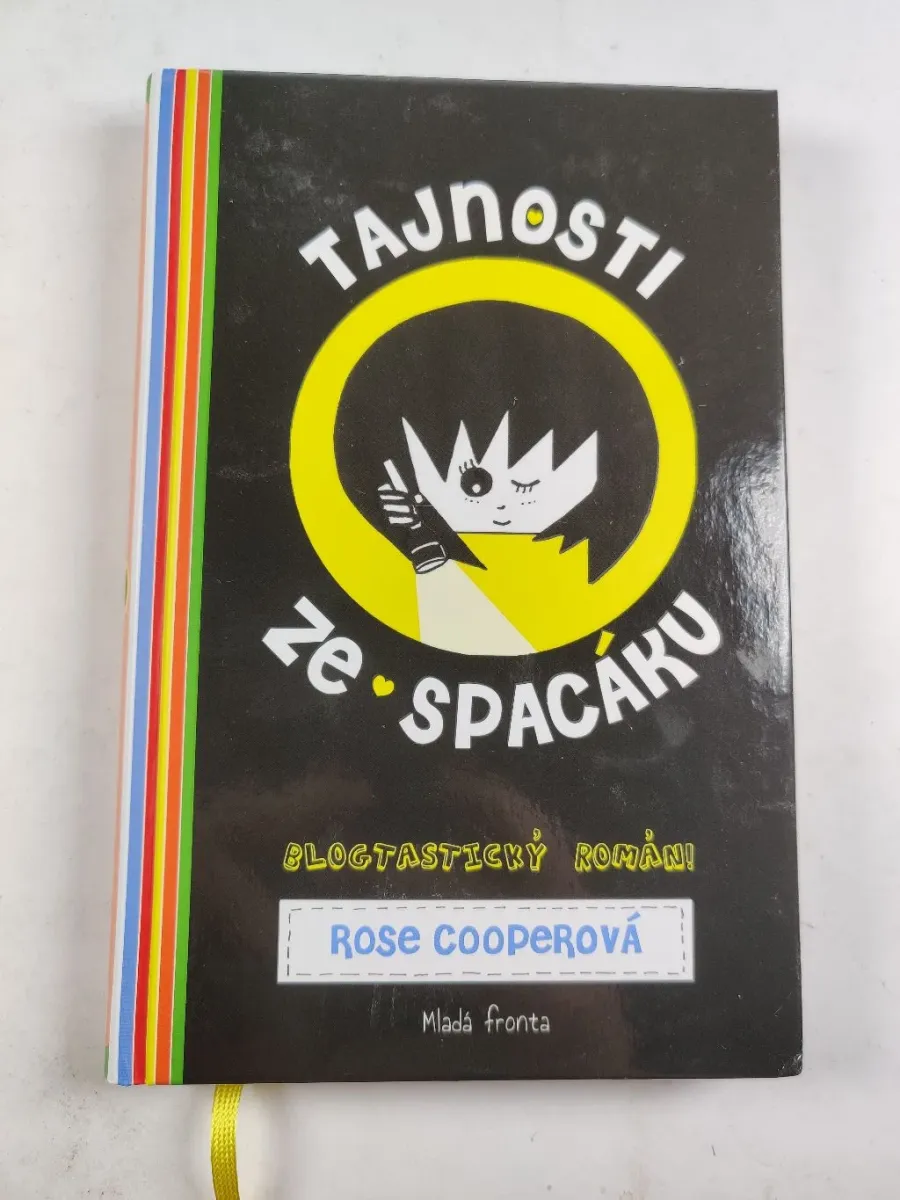 TAJNOSTI
ZE SPACÁKU
BLOGTASTICKÝ ROMÁN!
ROSE COOPEROVÁ
Mladá fronta